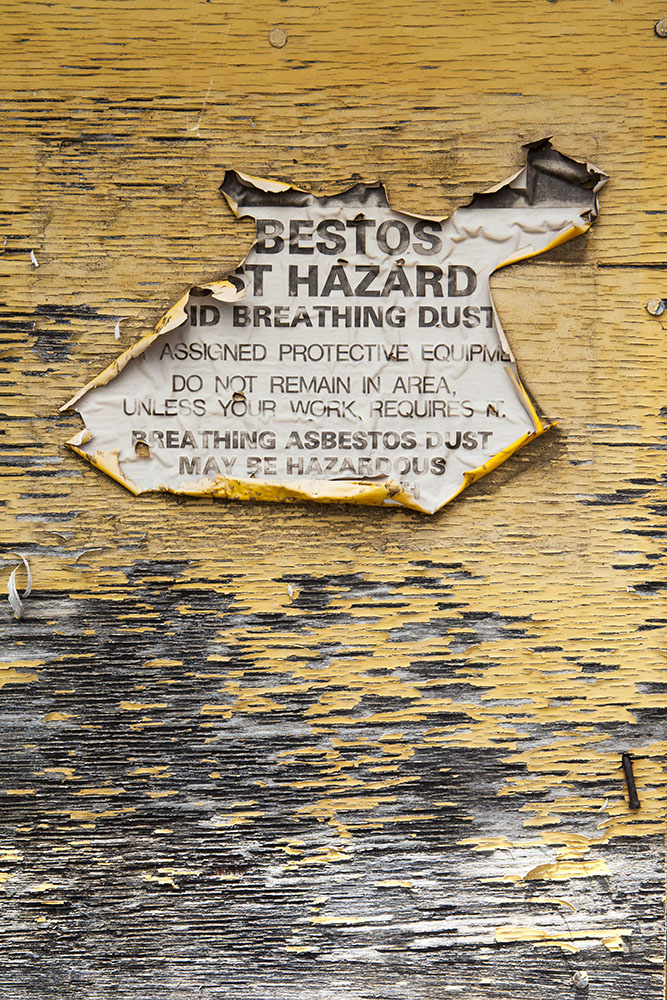 BESTOS
ST HAZARD
ID BREATHING DUST
ASSIGNED PROTECTIVE EQUIPME
DO NOT REMAIN IN AREA,
UNLESS YOUR WORK REQUIRES IT.
BREATHING ASBESTOS DUST
MAY BE HAZARDOUS
H